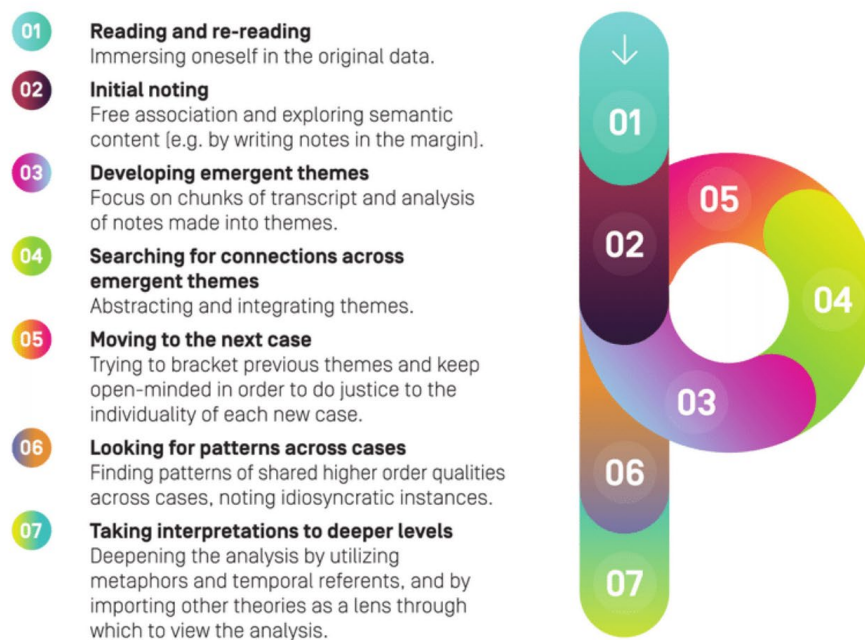 01
Reading and re-reading
Immersing oneself in the original data.
02
Initial noting
Free association and exploring semantic
content (e.g. by writing notes in the margin).
03
Developing emergent themes
Focus on chunks of transcript and analysis
of notes made into themes.
04
Searching for connections across
emergent themes
Abstracting and integrating themes.
05
Moving to the next case
Trying to bracket previous themes and keep
open-minded in order to do justice to the
individuality of each new case.
06
Looking for patterns across cases
Finding patterns of shared higher order qualities
across cases, noting idiosyncratic instances.
07
Taking interpretations to deeper levels
Deepening the analysis by utilizing
metaphors and temporal referents, and by
importing other theories as a lens through
which to view the analysis.
01
05
02
04
03
06
07